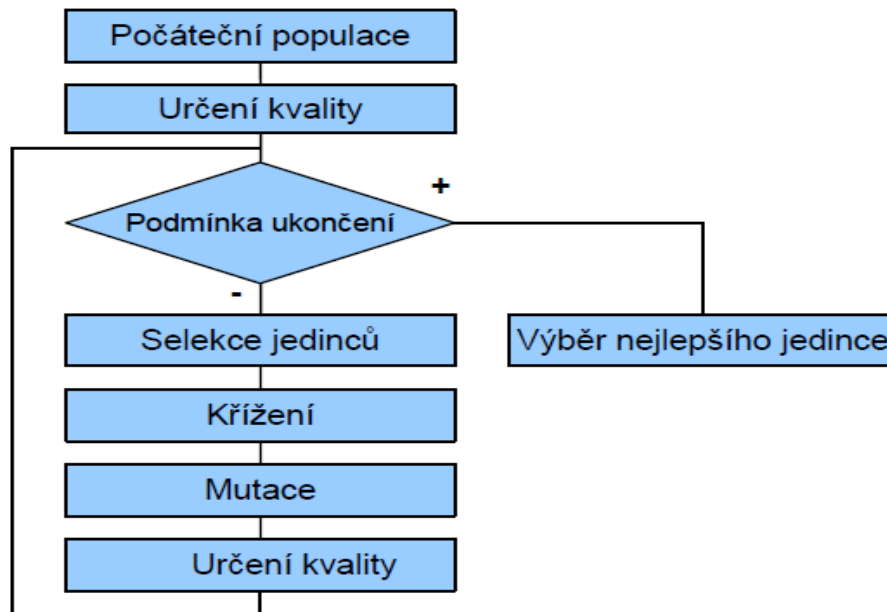 Počáteční populace
Určení kvality
+
Podmínka ukončení
-
Selekce jedinců
Výběr nejlepšího jedince
Křížení
Mutace
Určení kvality